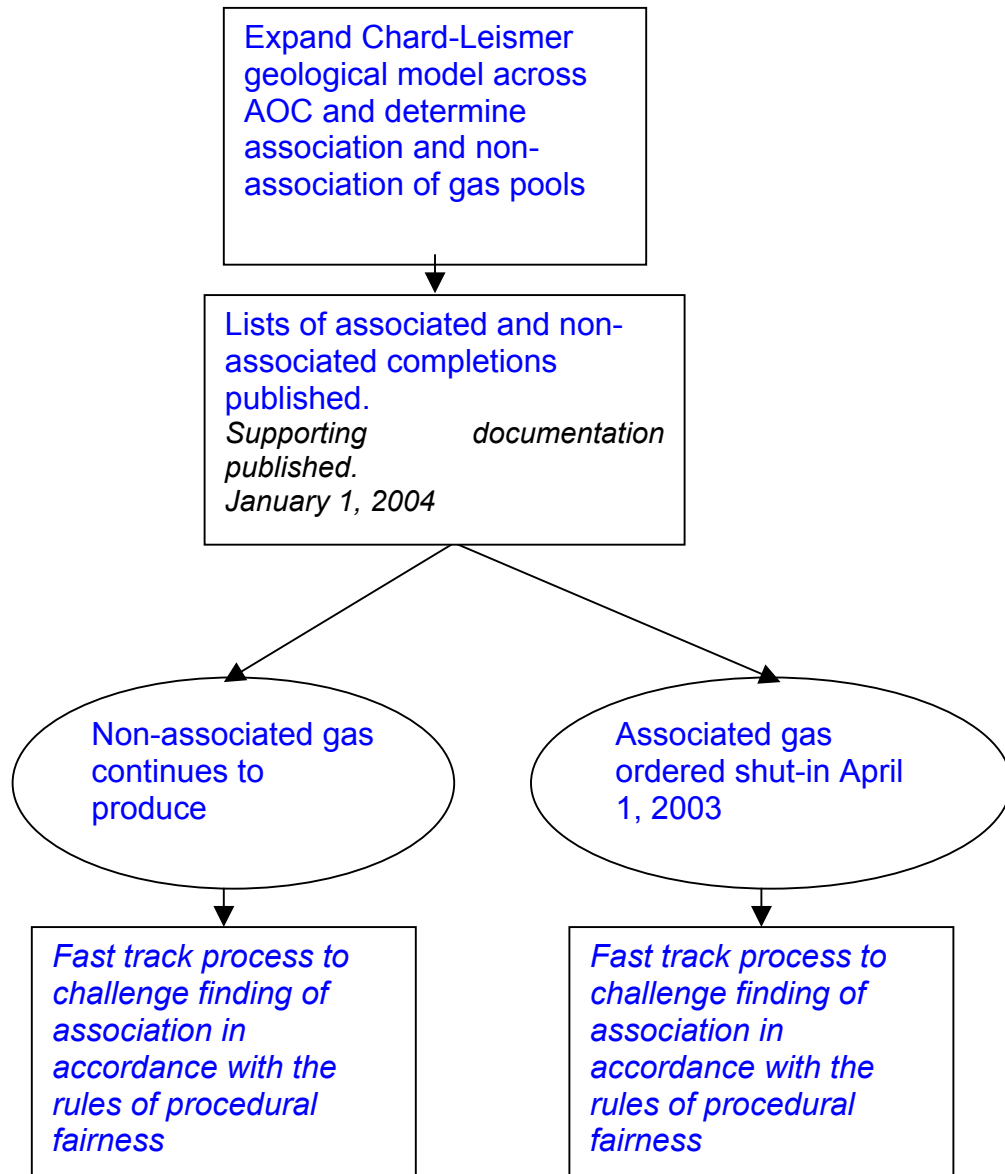 Expand Chard-Leismer
geological model across
AOC and determine
association and non-
association of gas pools
Lists of associated and non-
associated completions
published.
Supporting documentation
published.
January 1, 2004
Non-associated gas
continues to
produce
Associated gas
ordered shut-in April
1, 2003
Fast track process to
challenge finding of
association in
accordance with the
rules of procedural
fairness
Fast track process to
challenge finding of
association in
accordance with the
rules of procedural
fairness